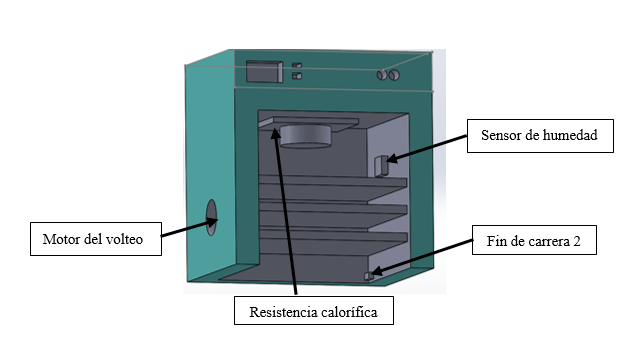 Sensor de humedad
Motor del volteo
Fin de carrera 2
Resistencia calorífica